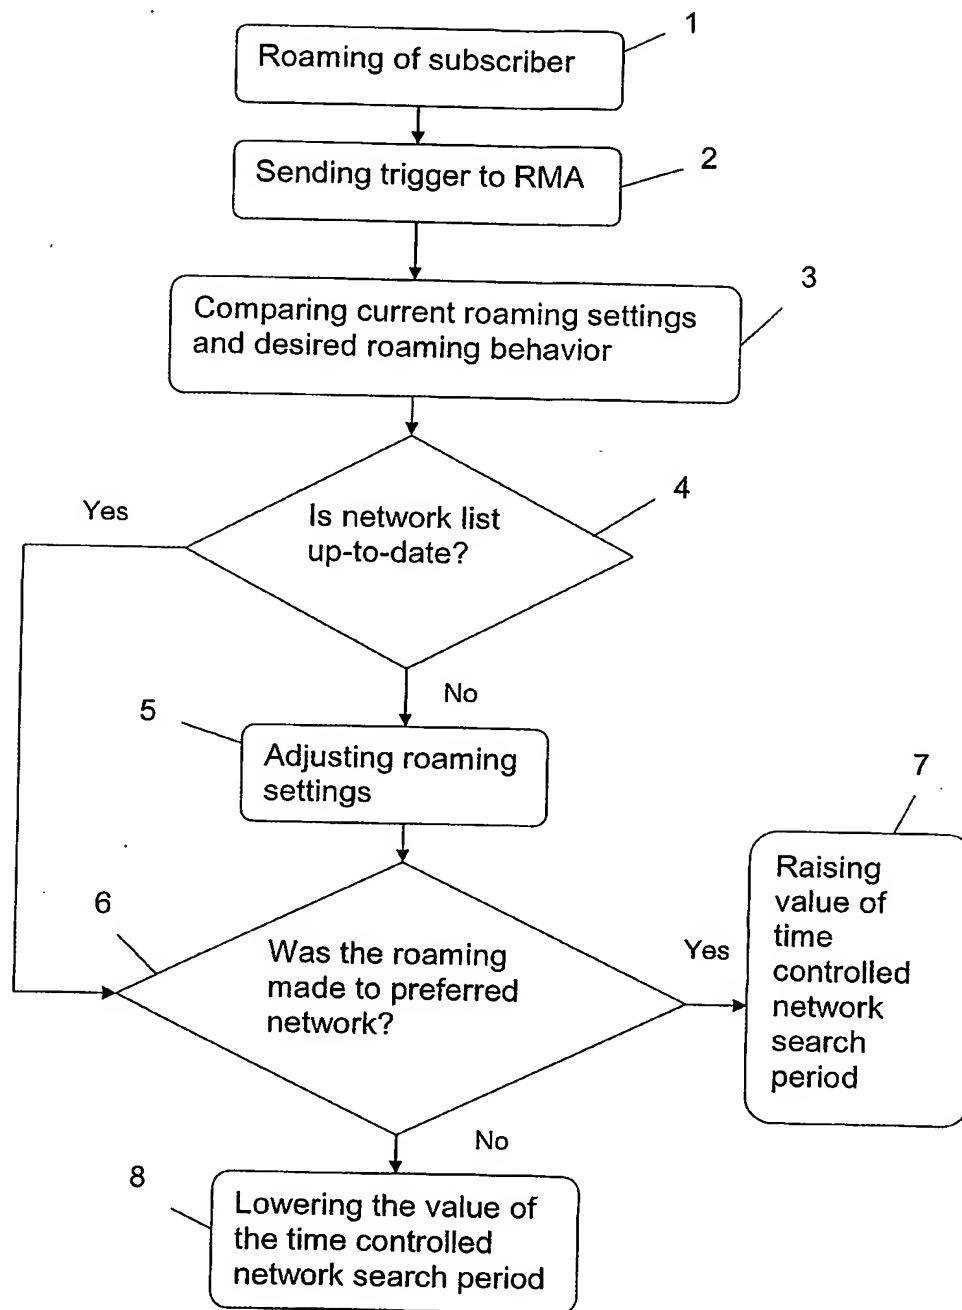 1
Roaming of subscriber
2
Sending trigger to RMA
3
Comparing current roaming settings
and desired roaming behavior
4
Yes
Is network list
up-to-date?
No
5
Adjusting roaming
settings
7
Raising
value of
time
controlled
network
search
period
6
Was the roaming
made to preferred
network?
Yes
No
8
Lowering the value of
the time controlled
network search period